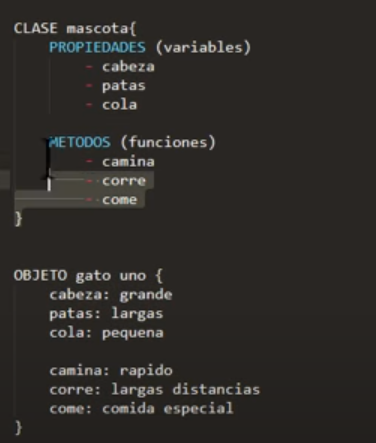 CLASE mascota{
PROPIEDADES (variables)
- cabeza
- patas
- cola
METODOS (funciones)
- camina
- corre
- come
}
OBJETO gato uno {
cabeza: grande
patas: largas
cola: pequena
camina: rapido
corre: largas distancias
come: comida especial
}